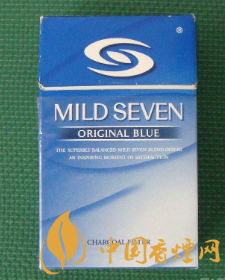 ®
MILD SEVEN
ORIGINAL BLUE
THE SUPERBLY BALANCED MILD SEVEN BLEND OFFERS
AN INSPIRING MOMENT OF SATISFACTION
CHARCOAL FILTER
中国香烟网